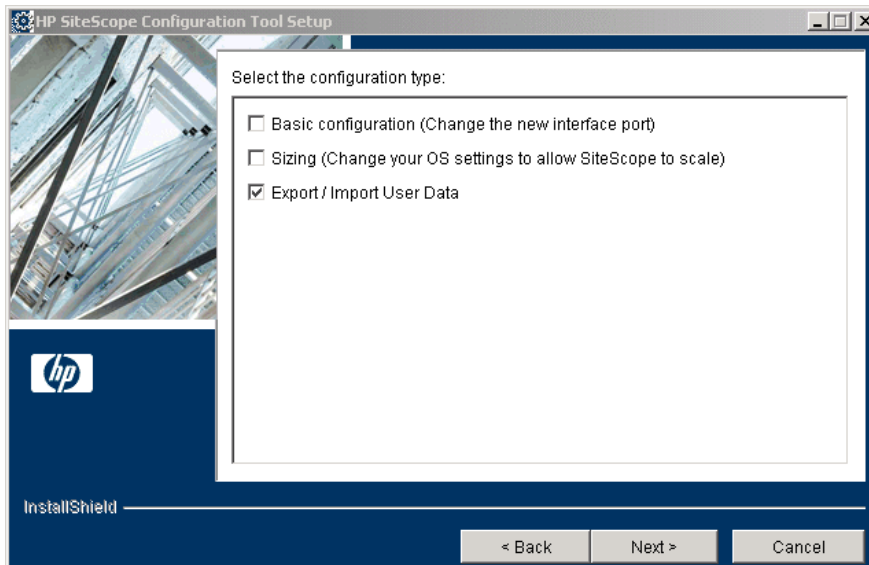 HP SiteScope Configuration Tool Setup
Select the configuration type:
Basic configuration (Change the new interface port)
Sizing (Change your OS settings to allow SiteScope to scale)
Export / Import User Data
hp
InstallShield
< Back
Next >
Cancel